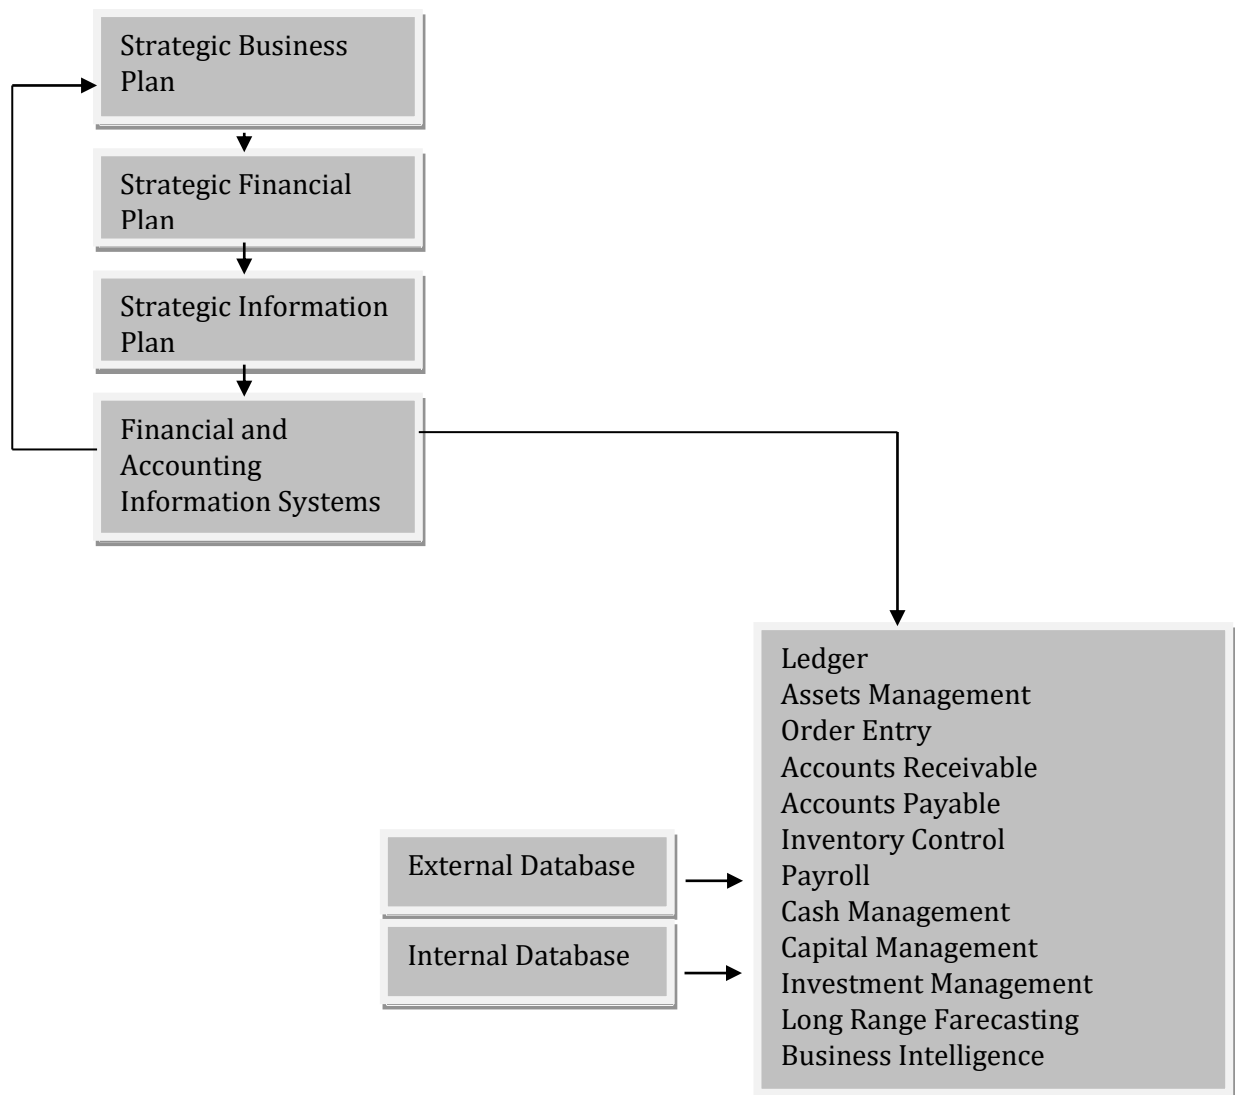 Strategic Business
Plan
Strategic Financial
Plan
Strategic Information
Plan
Financial and
Accounting
Information Systems
Ledger
Assets Management
Order Entry
Accounts Receivable
Accounts Payable
Inventory Control
Payroll
Cash Management
Capital Management
Investment Management
Long Range Farecasting
Business Intelligence
External Database
Internal Database